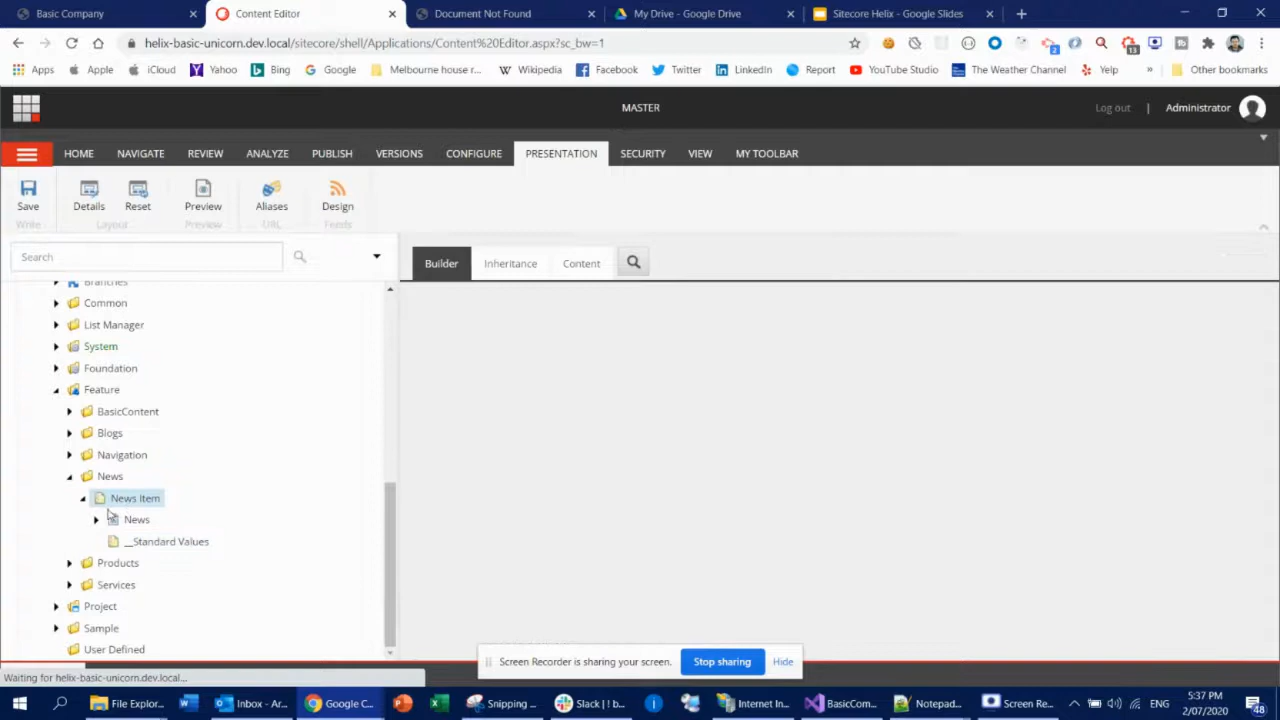 Basic Company
Content Editor
Document Not Found
My Drive - Google Drive
Sitecore Helix - Google Slides
helix-basic-unicorn.dev.local/sitecore/shell/Applications/Content%20Editor.aspx?sc_bw=1
2
13
Apps
Apple
iCloud
Yahoo
Bing
Google
Melbourne house r...
Wikipedia
Facebook
Twitter
LinkedIn
Report
YouTube Studio
The Weather Channel
Yelp
»
Other bookmarks
MASTER
Log out
|
Administrator
HOME
NAVIGATE
REVIEW
ANALYZE
PUBLISH
VERSIONS
CONFIGURE
PRESENTATION
SECURITY
VIEW
MY TOOLBAR
Save
Details
Reset
Preview
Aliases
Design
Write
Layout
Preview
URL
Feeds
Search
Builder
Inheritance
Content
Branches
Common
List Manager
System
Foundation
Feature
BasicContent
Blogs
Navigation
News
News Item
News
__Standard Values
Products
Services
Project
Sample
User Defined
Screen Recorder is sharing your screen.
Stop sharing
Hide
Waiting for helix-basic-unicorn.dev.local...
File Explor...
Inbox - Ar...
Google C...
Snipping ...
Slack | ! b...
Internet In...
BasicCom...
Notepad...
Screen Re...
ENG
5:37 PM
2/07/2020
48